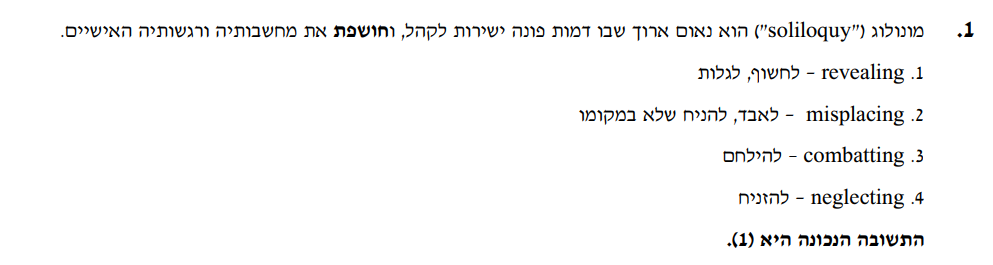 1. מונולוג ("soliloquy") הוא נאום ארוך שבו דמות פונה ישירות לקהל, וחושפת את מחשבותיה ורגשותיה האישיים.
1. revealing – לחשוף, לגלות
2. misplacing – לאבד, להניח שלא במקומו
3. combatting – להילחם
4. neglecting – להזניח
התשובה הנכונה היא (1).